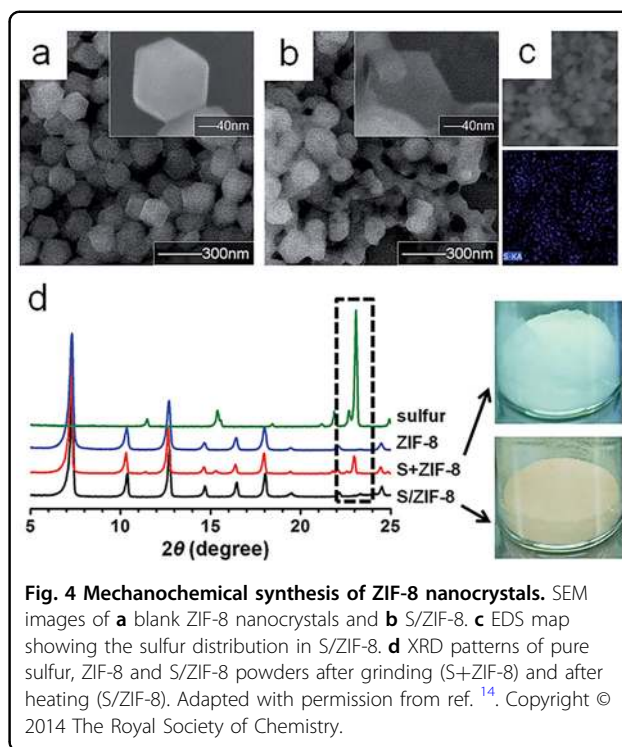 a
40nm
300nm
b
40nm
300nm
c
S-KA
d
sulfur
ZIF-8
S+ZIF-8
S/ZIF-8
5 10 15 20 25
2θ (degree)
Fig. 4 Mechanochemical synthesis of ZIF-8 nanocrystals. SEM
images of a blank ZIF-8 nanocrystals and b S/ZIF-8. c EDS map
showing the sulfur distribution in S/ZIF-8. d XRD patterns of pure
sulfur, ZIF-8 and S/ZIF-8 powders after grinding (S+ZIF-8) and after
heating (S/ZIF-8). Adapted with permission from ref. 14. Copyright ©
2014 The Royal Society of Chemistry.